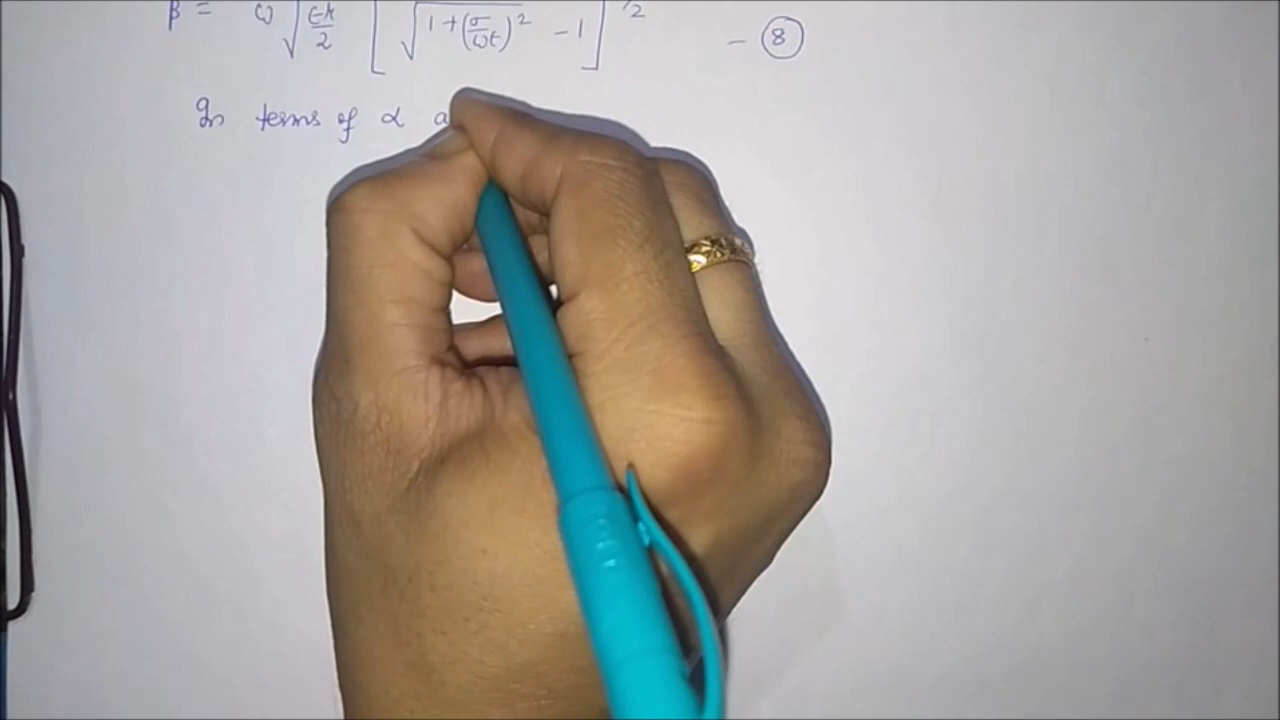 β = ω √(εμ/2) [ √(1+(σ/ωε)²) - 1 ]^1/2 - ⑧
In terms of α a